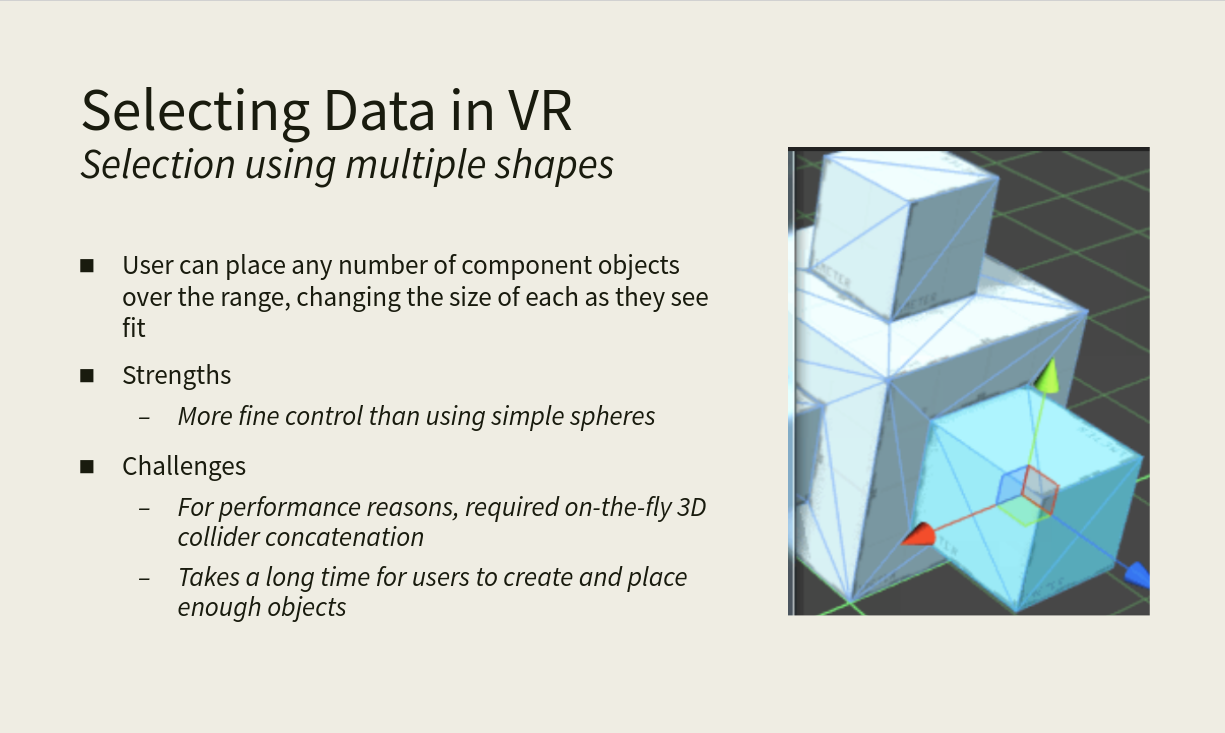 Selecting Data in VR
Selection using multiple shapes
■ User can place any number of component objects
over the range, changing the size of each as they see
fit
■ Strengths
– More fine control than using simple spheres
■ Challenges
– For performance reasons, required on-the-fly 3D
collider concatenation
– Takes a long time for users to create and place
enough objects